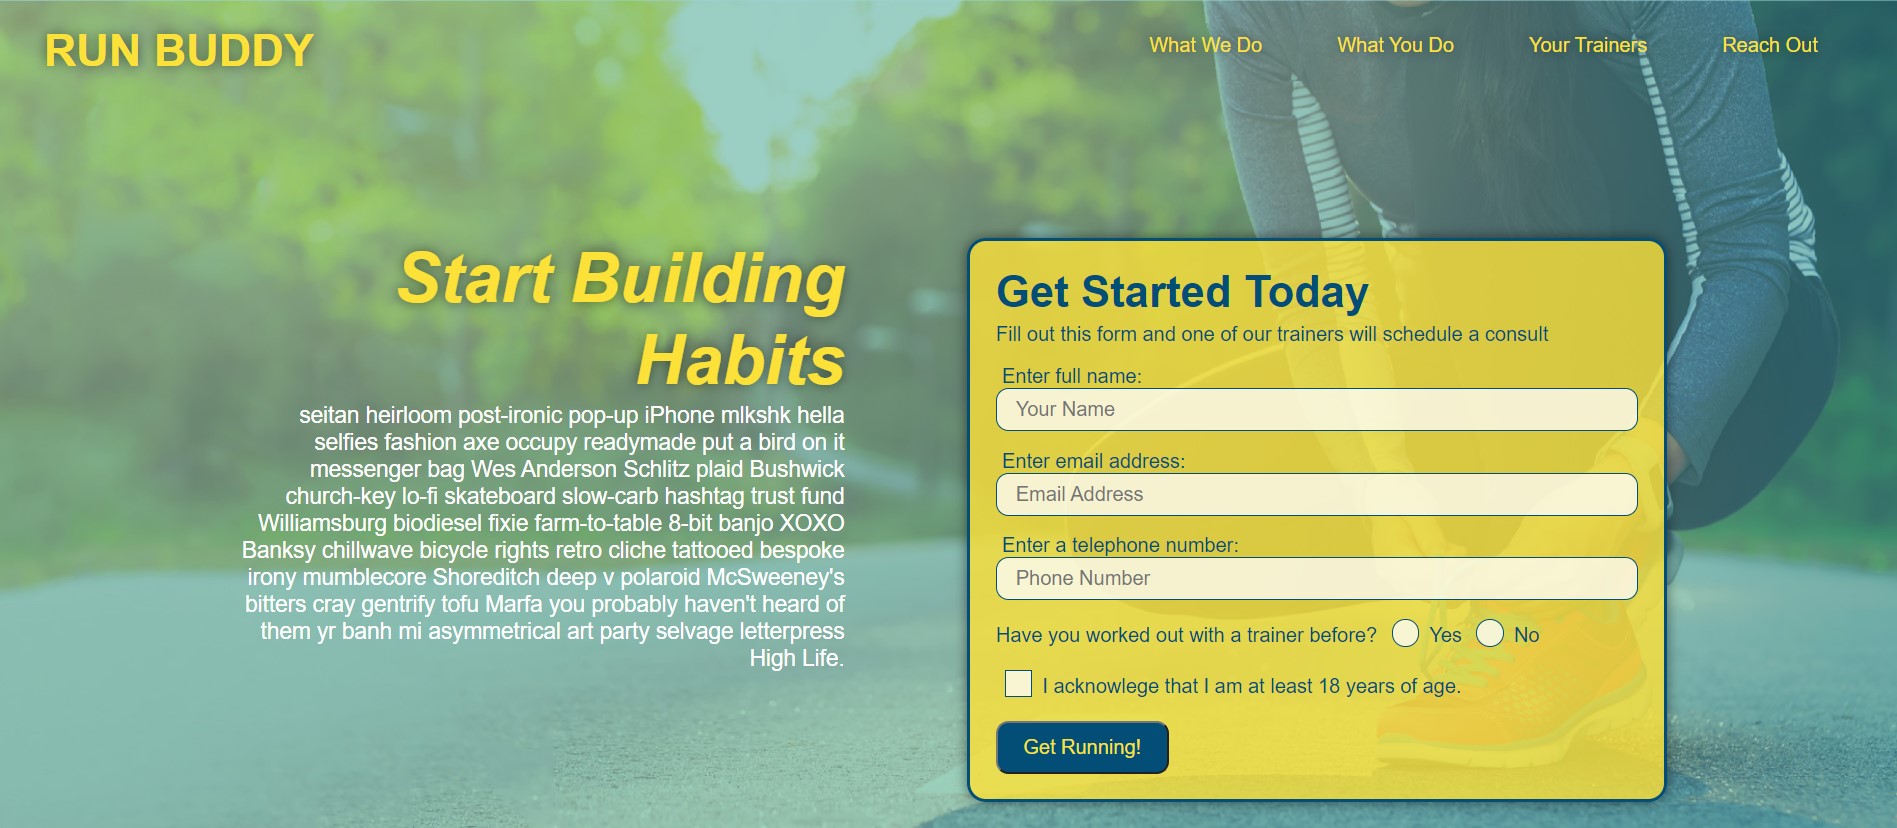 RUN BUDDY
What We Do
What You Do
Your Trainers
Reach Out
Start Building
Habits
seitan heirloom post-ironic pop-up iPhone mlkshk hella
selfies fashion axe occupy readymade put a bird on it
messenger bag Wes Anderson Schlitz plaid Bushwick
church-key lo-fi skateboard slow-carb hashtag trust fund
Williamsburg biodiesel fixie farm-to-table 8-bit banjo XOXO
Banksy chillwave bicycle rights retro cliche tattooed bespoke
irony mumblecore Shoreditch deep v polaroid McSweeney's
bitters cray gentrify tofu Marfa you probably haven't heard of
them yr banh mi asymmetrical art party selvage letterpress
High Life.
Get Started Today
Fill out this form and one of our trainers will schedule a consult
Enter full name:
Your Name
Enter email address:
Email Address
Enter a telephone number:
Phone Number
Have you worked out with a trainer before? Yes No
I acknowlege that I am at least 18 years of age.
Get Running!